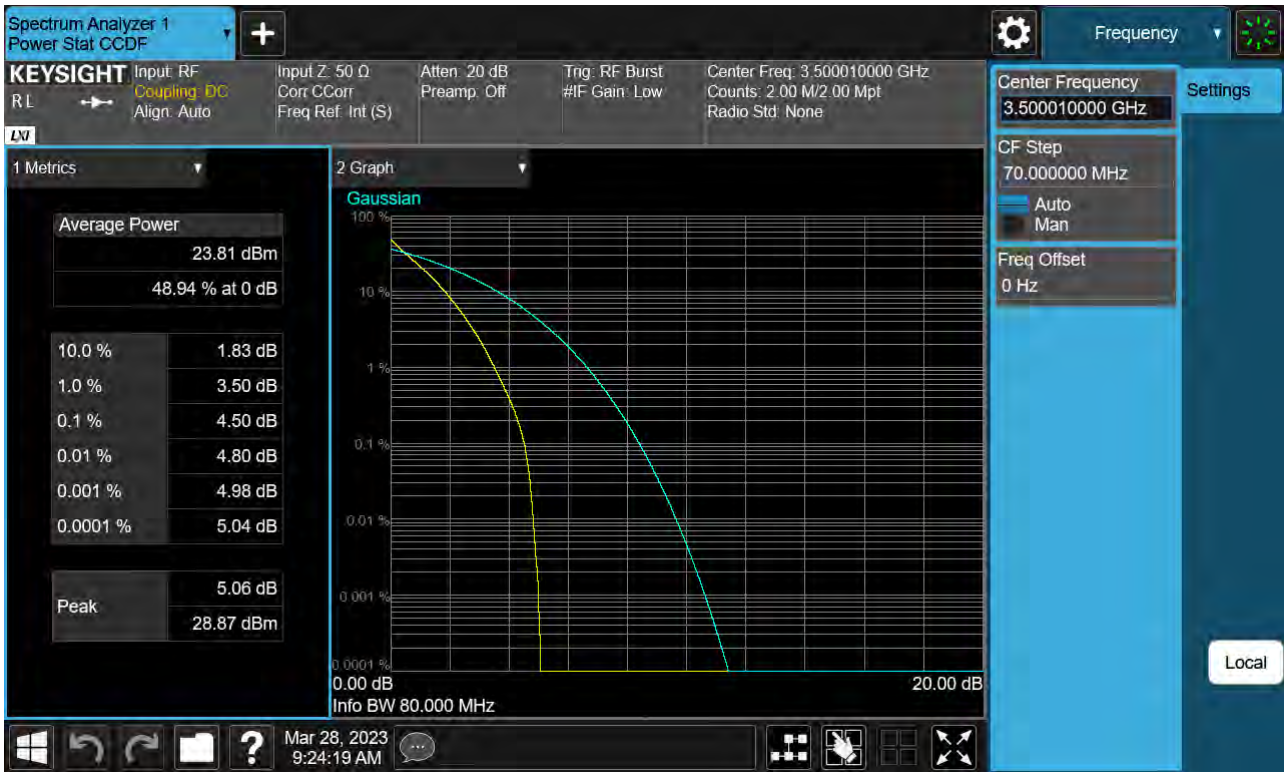 Spectrum Analyzer 1
Power Stat CCDF
+
Frequency
KEYSIGHT
RL
LXI
Input: RF
Coupling: DC
Align: Auto
Input Z: 50 Ω
Corr CCorr
Freq Ref: Int (S)
Atten: 20 dB
Preamp: Off
Trig: RF Burst
#IF Gain: Low
Center Freq: 3.500010000 GHz
Counts: 2.00 M/2.00 Mpt
Radio Std: None
Center Frequency
3.500010000 GHz
Settings
CF Step
70.000000 MHz
Auto
Man
Freq Offset
0 Hz
Local
1 Metrics
Average Power
23.81 dBm
48.94 % at 0 dB
10.0 % 1.83 dB
1.0 % 3.50 dB
0.1 % 4.50 dB
0.01 % 4.80 dB
0.001 % 4.98 dB
0.0001 % 5.04 dB
Peak
5.06 dB
28.87 dBm
2 Graph
Gaussian
100 %
10 %
1 %
0.1 %
0.01 %
0.001 %
0.0001 %
0.00 dB 20.00 dB
Info BW 80.000 MHz
?
Mar 28, 2023
9:24:19 AM